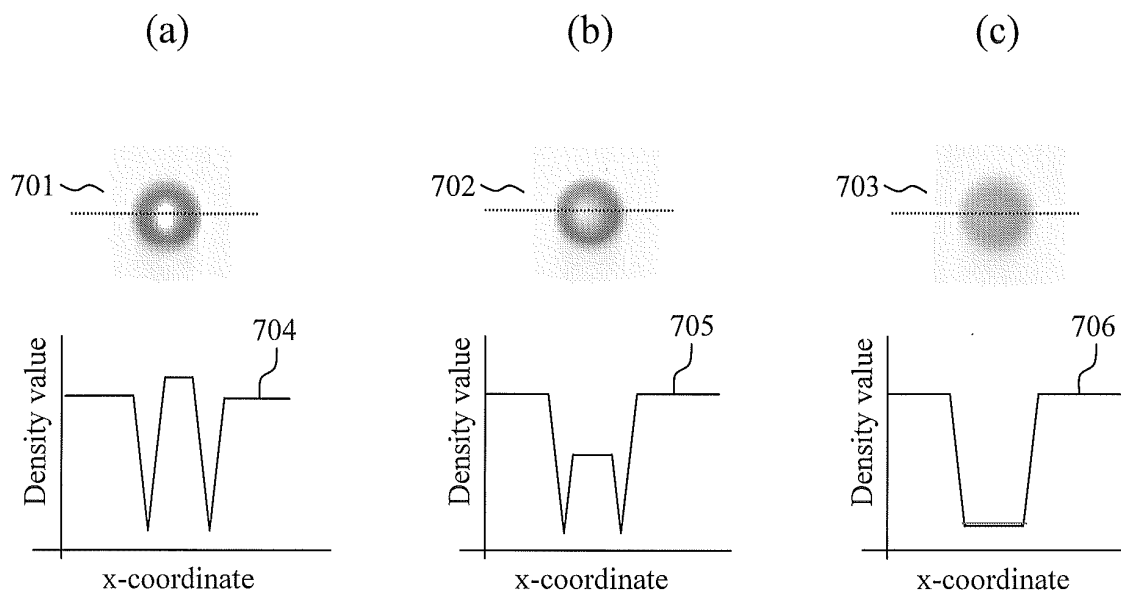 (a)
(b)
(c)
701
702
703
704
705
706
Density value
Density value
Density value
x-coordinate
x-coordinate
x-coordinate